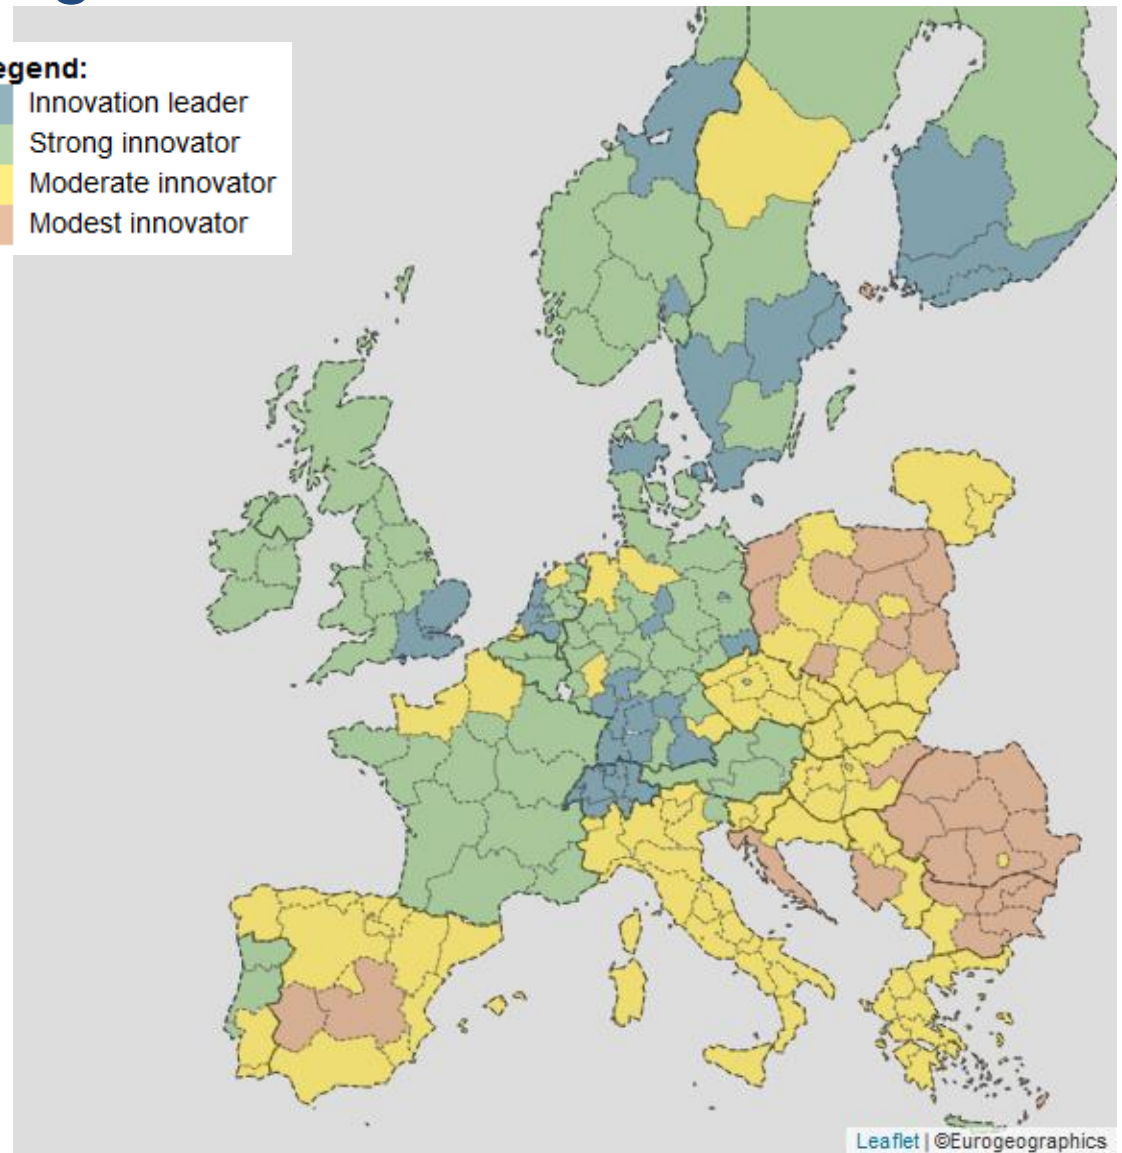 egend:
Innovation leader
Strong innovator
Moderate innovator
Modest innovator
Leaflet | ©Eurogeographics